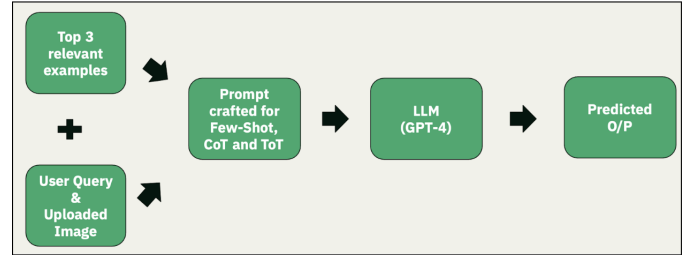 Top 3
relevant
examples
User Query
&
Uploaded
Image
Prompt
crafted for
Few-Shot,
CoT and ToT
LLM
(GPT-4)
Predicted
O/P